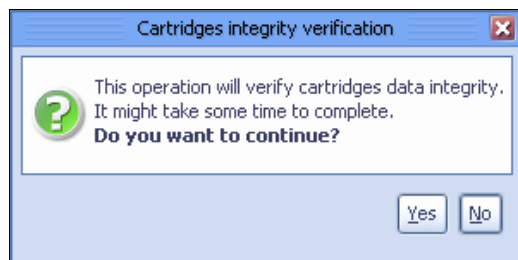 Cartridges integrity verification
This operation will verify cartridges data integrity.
It might take some time to complete.
Do you want to continue?
Yes No